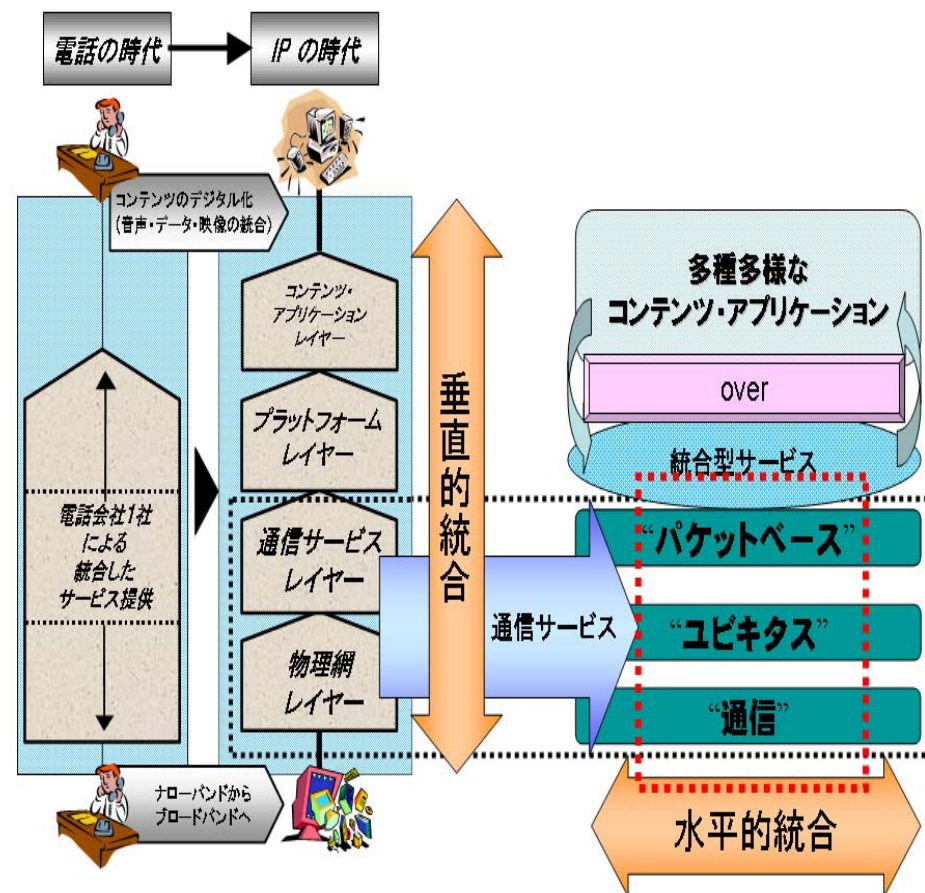 電話の時代
IP の時代
コンテンツのデジタル化
(音声・データ・映像の統合)
コンテンツ・
アプリケーション
レイヤー
プラットフォーム
レイヤー
電話会社1社
による
統合した
サービス提供
通信サービス
レイヤー
物理網
レイヤー
ナローバンドから
ブロードバンドへ
垂直的統合
通信サービス
多種多様な
コンテンツ・アプリケーション
over
統合型サービス
“パケットベース”
“ユビキタス”
“通信”
水平的統合